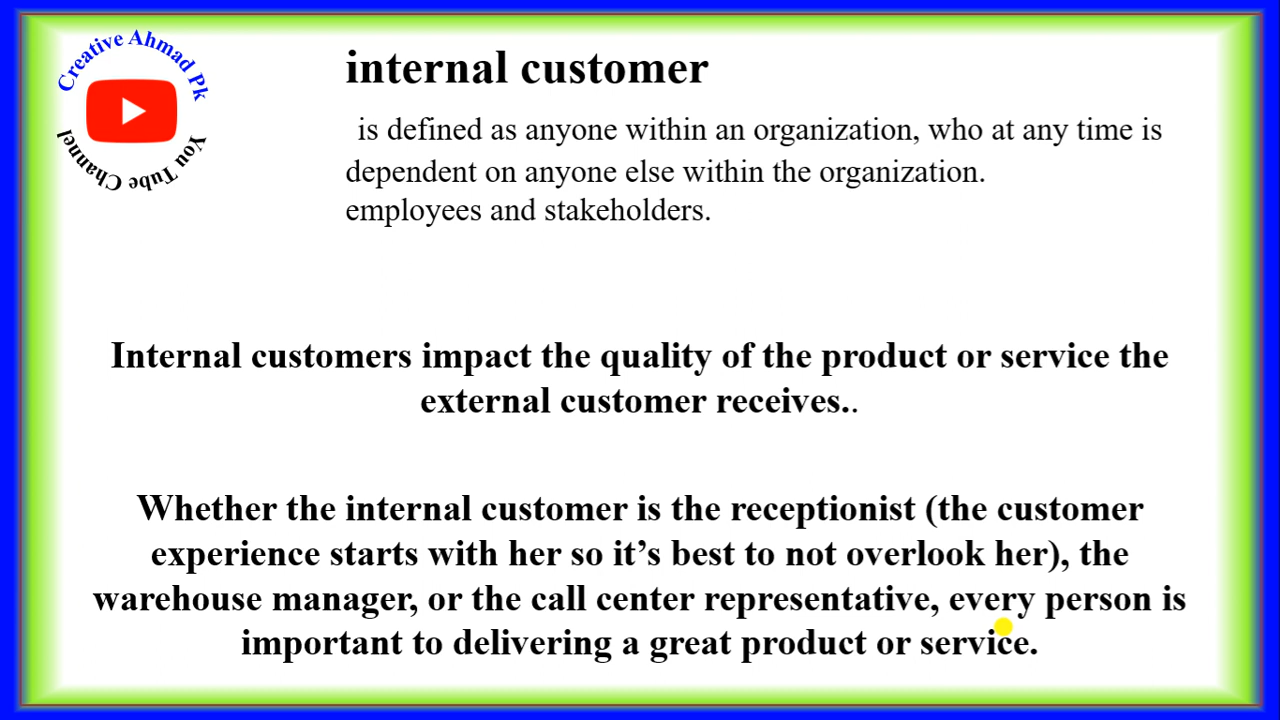 Creative Ahmad Pk
You Tube Channel
internal customer
is defined as anyone within an organization, who at any time is
dependent on anyone else within the organization.
employees and stakeholders.
Internal customers impact the quality of the product or service the
external customer receives..
Whether the internal customer is the receptionist (the customer
experience starts with her so it’s best to not overlook her), the
warehouse manager, or the call center representative, every person is
important to delivering a great product or service.